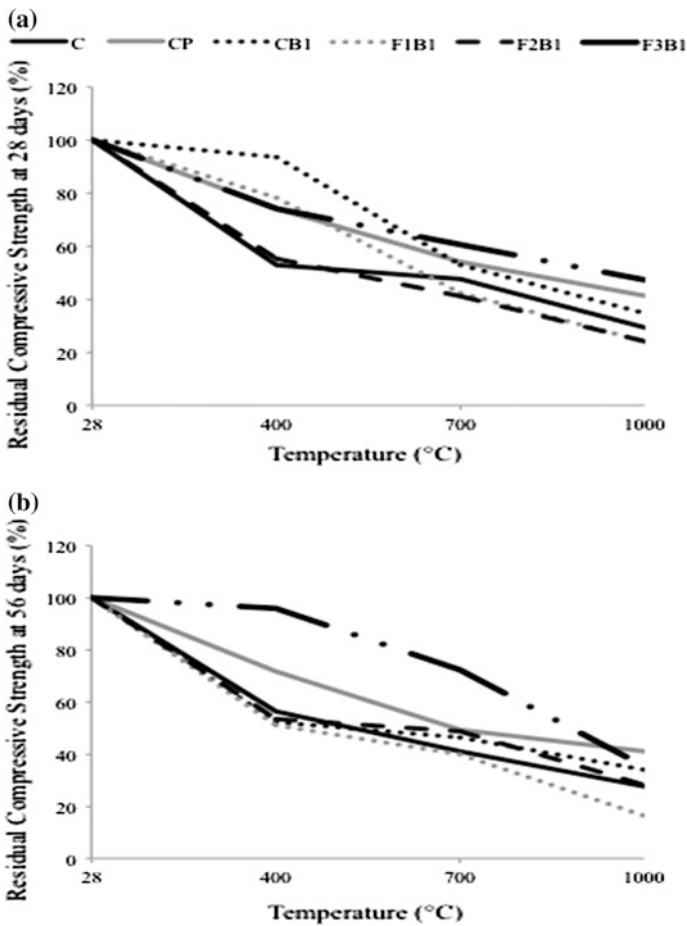 (a)
C CP CB1 F1B1 F2B1 F3B1
Residual Compressive Strength at 28 days (%)
120
100
80
60
40
20
0
28 400 700 1000
Temperature (°C)
(b)
Residual Compressive Strength at 56 days (%)
120
100
80
60
40
20
0
28 400 700 1000
Temperature (°C)